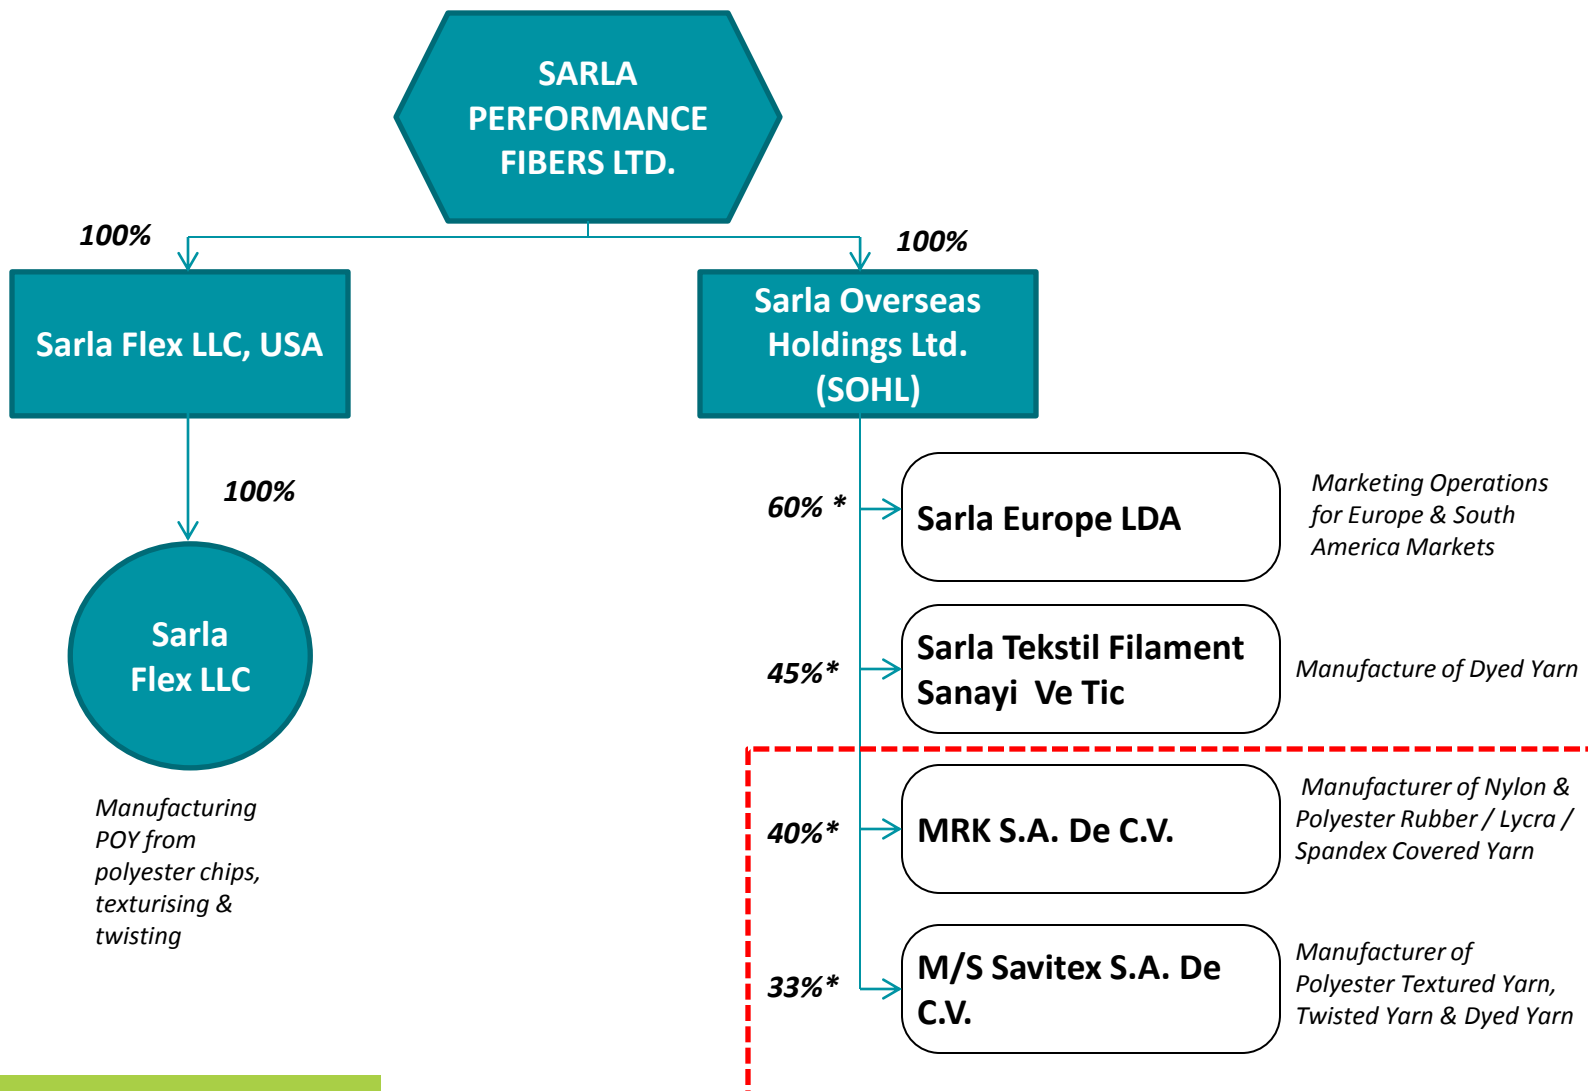 SARLA
PERFORMANCE
FIBERS LTD.
100%
100%
Sarla Flex LLC, USA
Sarla Overseas
Holdings Ltd.
(SOHL)
100%
Sarla
Flex LLC
Manufacturing
POY from
polyester chips,
texturising &
twisting
60% *
Sarla Europe LDA
Marketing Operations
for Europe & South
America Markets
45%*
Sarla Tekstil Filament
Sanayi Ve Tic
Manufacture of Dyed Yarn
40%*
MRK S.A. De C.V.
Manufacturer of Nylon &
Polyester Rubber / Lycra /
Spandex Covered Yarn
33%*
M/S Savitex S.A. De
C.V.
Manufacturer of
Polyester Textured Yarn,
Twisted Yarn & Dyed Yarn